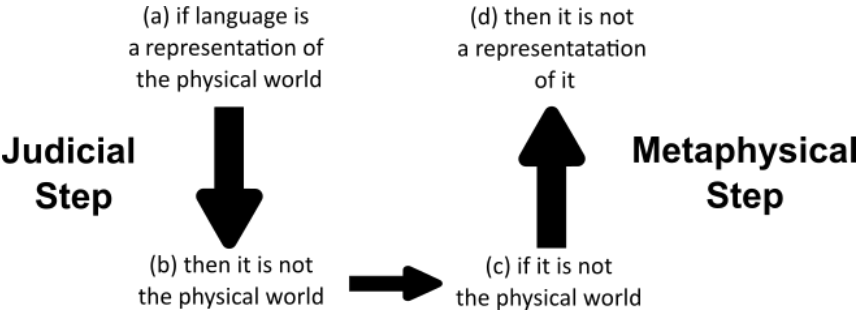 (a) if language is
a representation of
the physical world
(d) then it is not
a representatation
of it
Judicial
Step
Metaphysical
Step
(b) then it is not
the physical world
(c) if it is not
the physical world